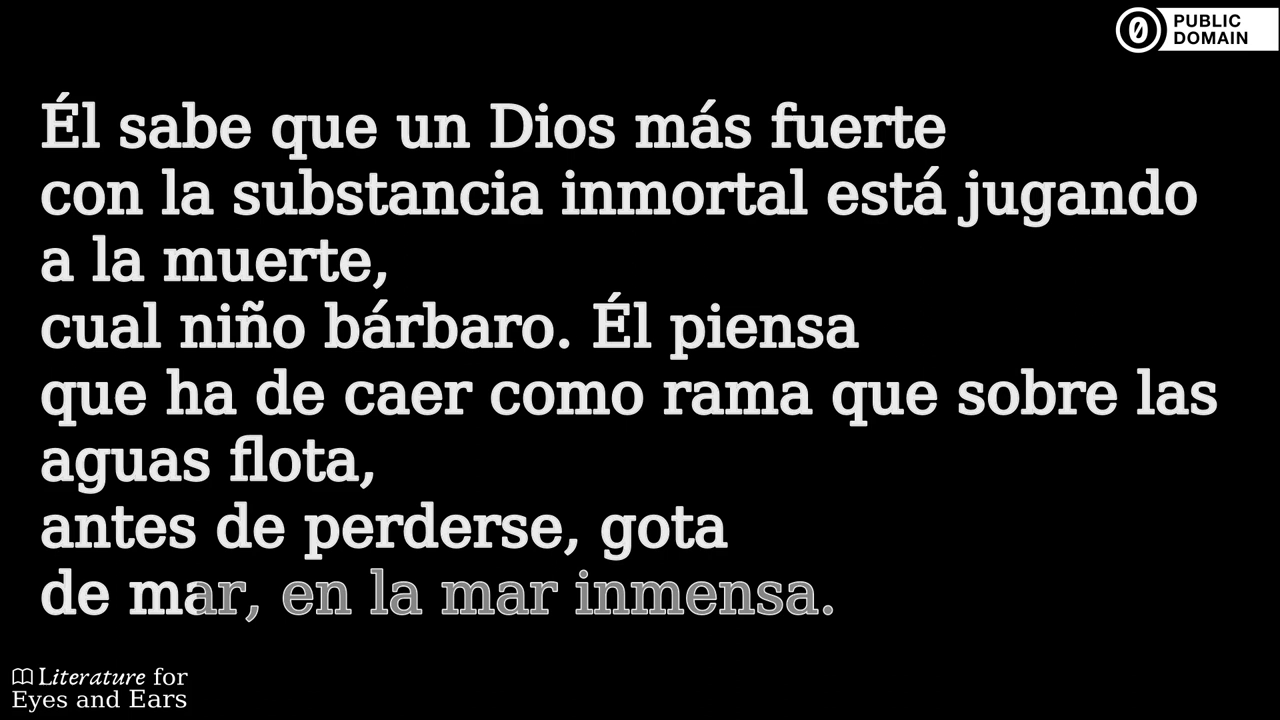 PUBLIC
DOMAIN
Él sabe que un Dios más fuerte
con la substancia inmortal está jugando
a la muerte,
cual niño bárbaro. Él piensa
que ha de caer como rama que sobre las
aguas flota,
antes de perderse, gota
de mar, en la mar inmensa.
Literature for
Eyes and Ears